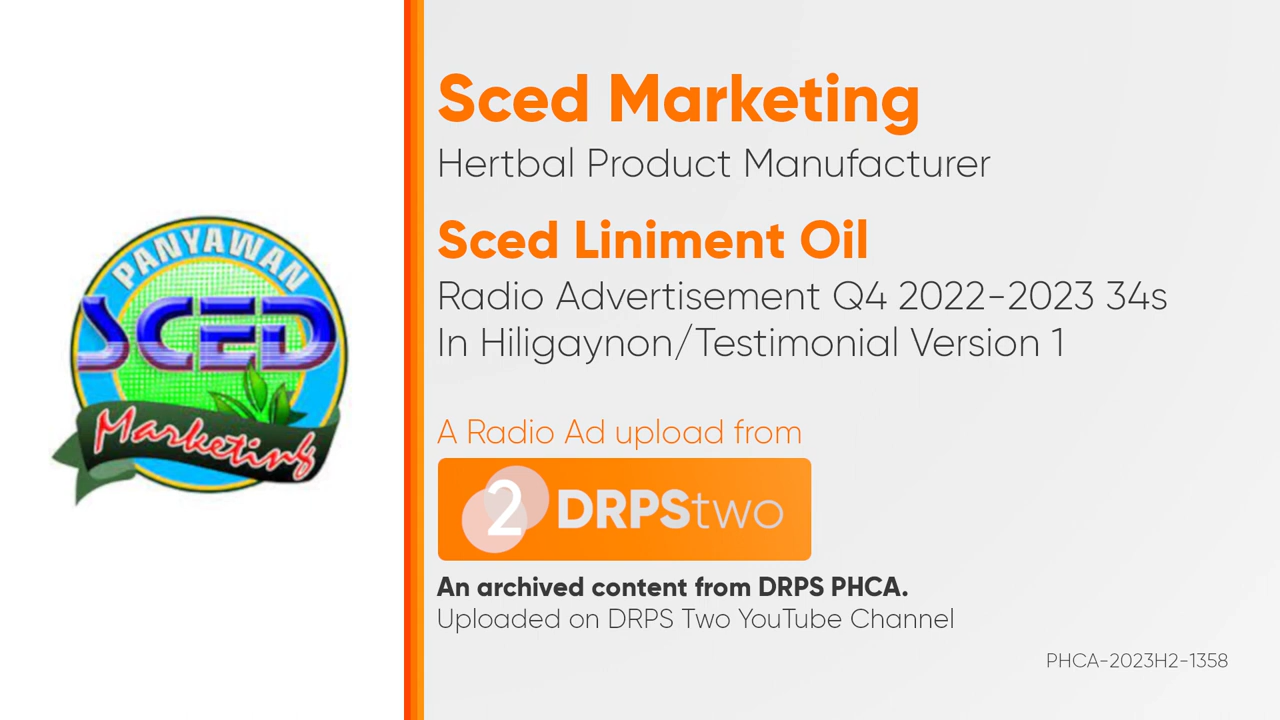 PANYAWAN
SCED
Marketing
Sced Marketing
Hertbal Product Manufacturer
Sced Liniment Oil
Radio Advertisement Q4 2022-2023 34s
In Hiligaynon/Testimonial Version 1
A Radio Ad upload from
2 DRPStwo
An archived content from DRPS PHCA.
Uploaded on DRPS Two YouTube Channel
PHCA-2023H2-1358